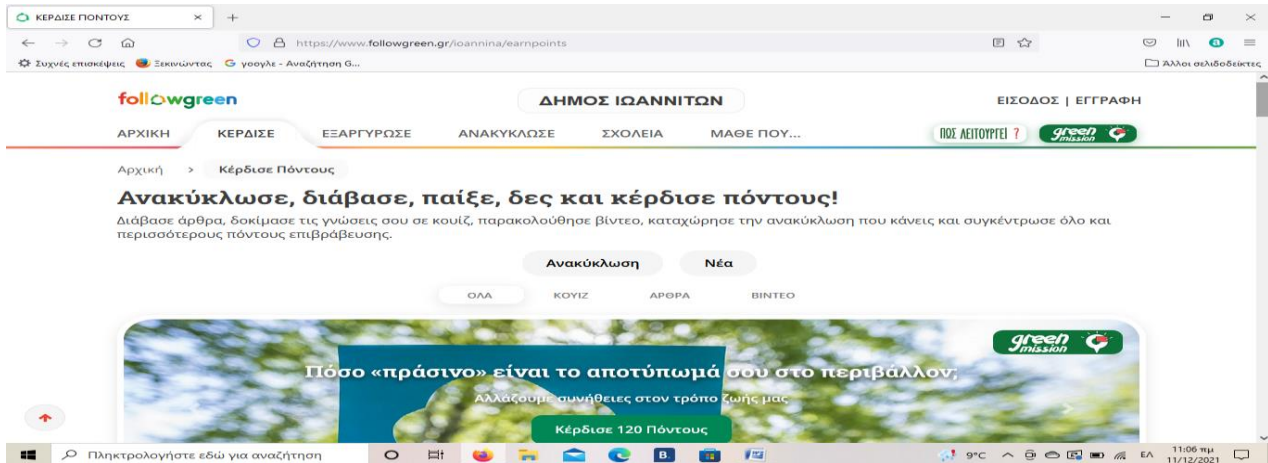 ΚΕΡΔΙΣΕ ΠΟΝΤΟΥΣ
https://www.followgreen.gr/ioannina/earnpoints
Συχνές επισκέψεις Ξεκινώντας γοογλε - Αναζήτηση G... Άλλοι σελιδοδείκτες
followgreen ΔΗΜΟΣ ΙΩΑΝΝΙΤΩΝ ΕΙΣΟΔΟΣ | ΕΓΓΡΑΦΗ
ΑΡΧΙΚΗ ΚΕΡΔΙΣΕ ΕΞΑΡΓΥΡΩΣΕ ΑΝΑΚΥΚΛΩΣΕ ΣΧΟΛΕΙΑ ΜΑΘΕ ΠΟΥ... ΠΩΣ ΛΕΙΤΟΥΡΓΕΙ ? green mission
Αρχική > Κέρδισε Πόντους
Ανακύκλωσε, διάβασε, παίξε, δες και κέρδισε πόντους!
Διάβασε άρθρα, δοκίμασε τις γνώσεις σου σε κουίζ, παρακολούθησε βίντεο, καταχώρησε την ανακύκλωση που κάνεις και συγκέντρωσε όλο και
περισσότερους πόντους επιβράβευσης.
Ανακύκλωση Νέα
ΟΛΑ ΚΟΥΙΖ ΑΡΘΡΑ ΒΙΝΤΕΟ
green mission
Πόσο «πράσινο» είναι το αποτύπωμά σου στο περιβάλλον;
Αλλάζουμε συνήθειες στον τρόπο ζωής μας
Κέρδισε 120 Πόντους
Πληκτρολογήστε εδώ για αναζήτηση 9°C ΕΛ 11:06 πμ
11/12/2021